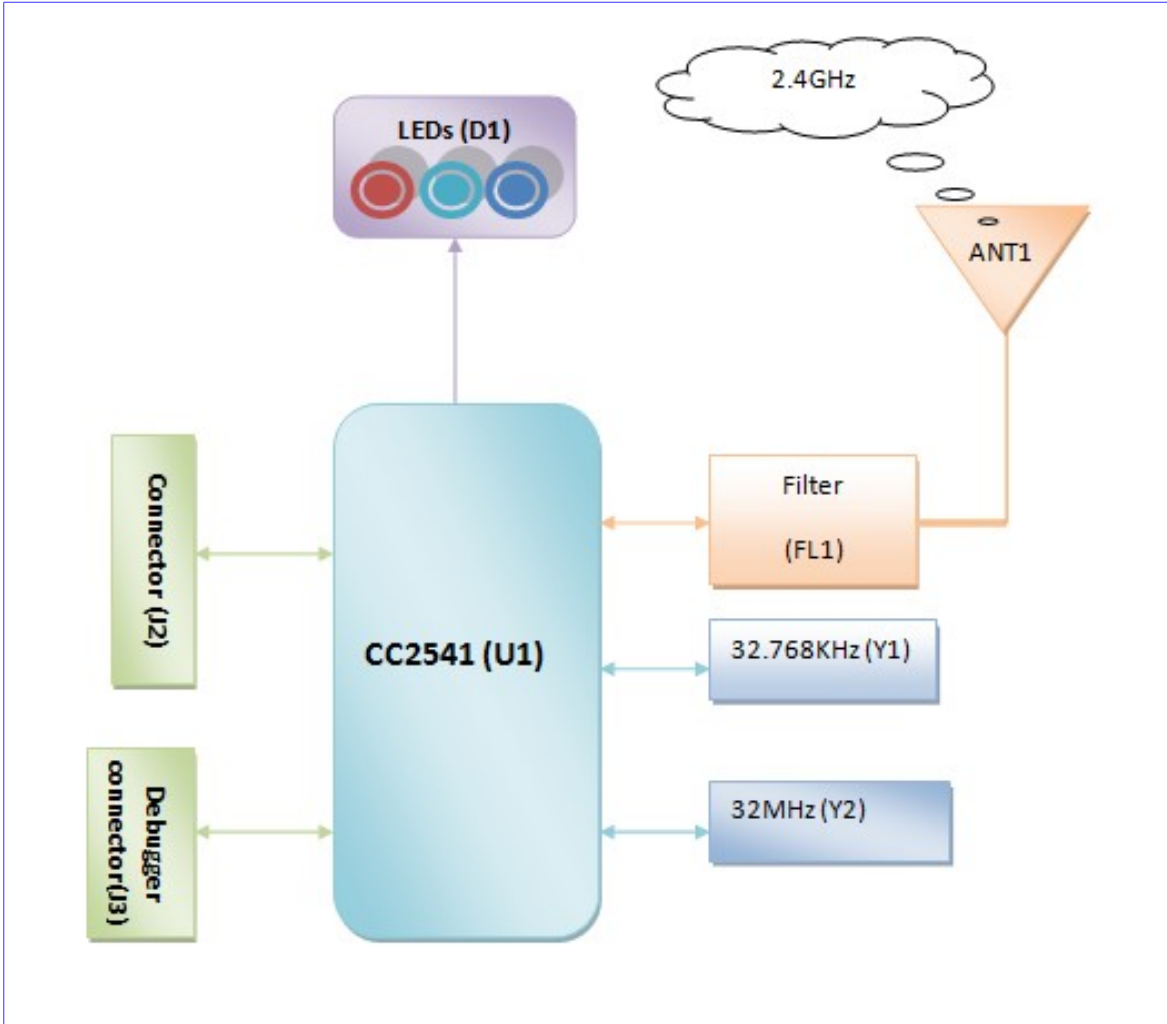 2.4GHz
LEDs (D1)
ANT1
Connector (J2)
Filter
(FL1)
CC2541 (U1)
32.768KHz (Y1)
Debugger
connector(J3)
32MHz (Y2)